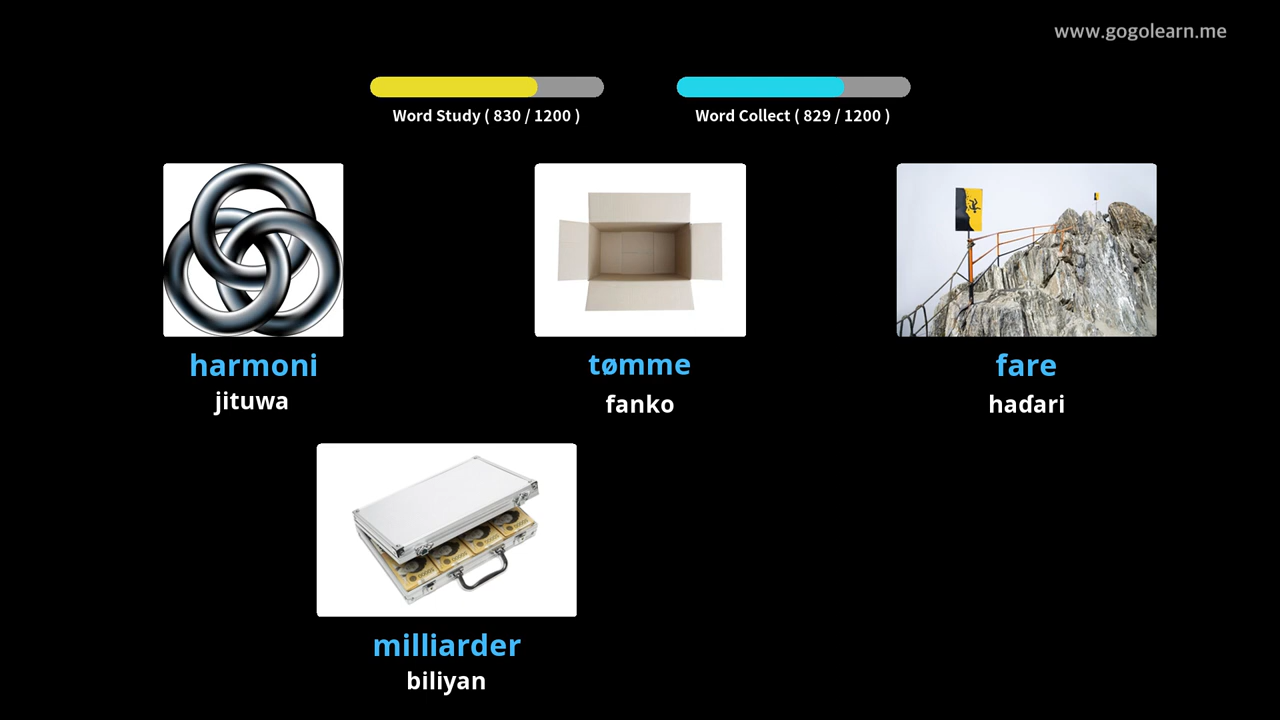 www.gogolearn.me
Word Study ( 830 / 1200 )
Word Collect ( 829 / 1200 )
harmoni
jituwa
tømme
fanko
fare
haɗari
milliarder
biliyan